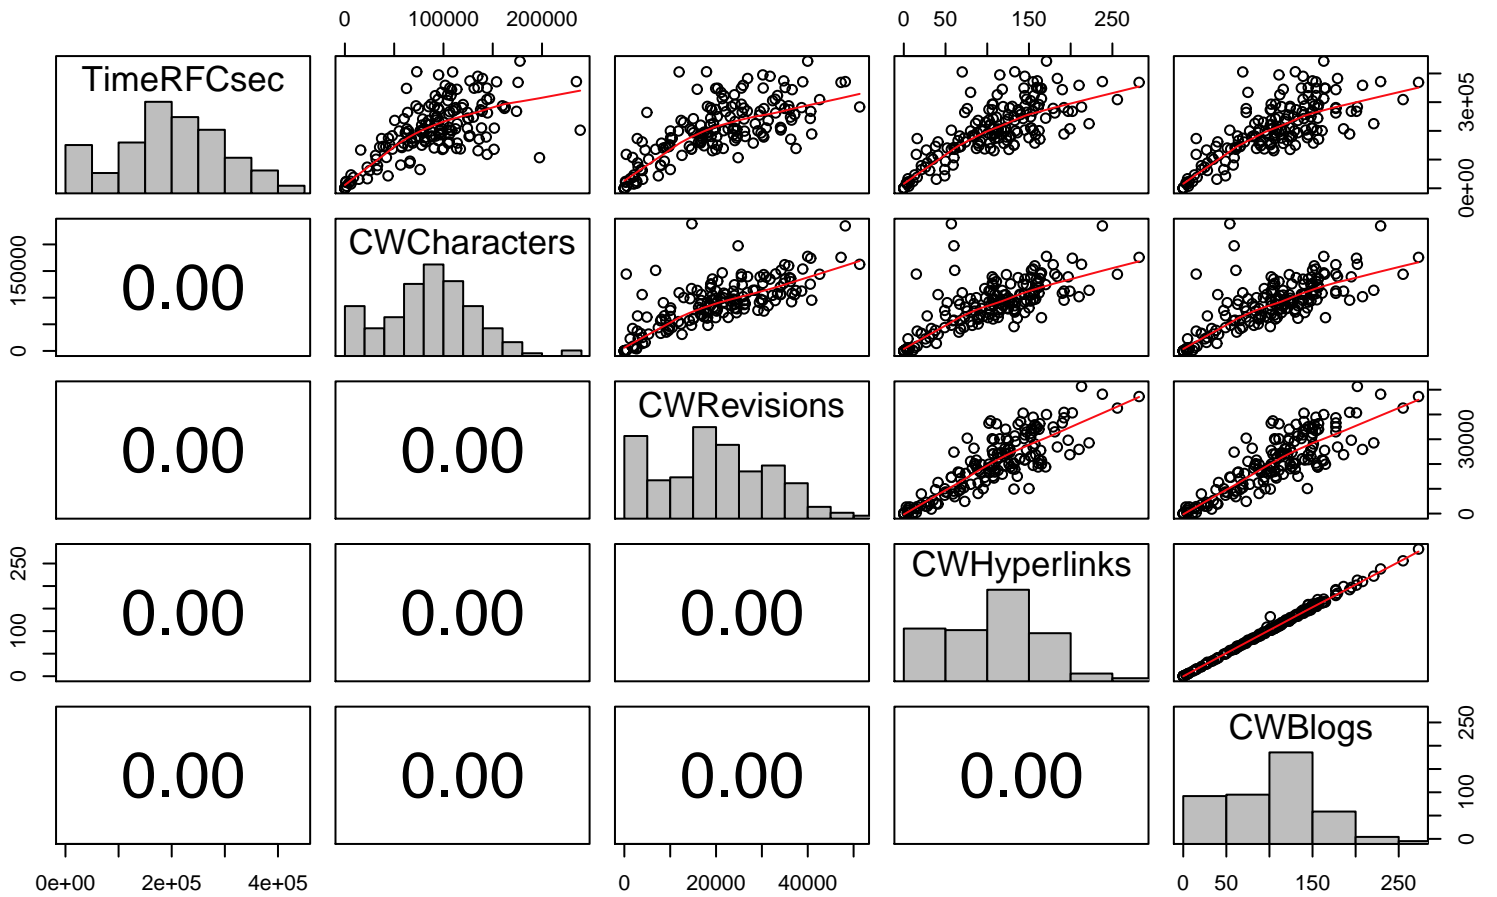 0 100000 200000 0 50 150 250
TimeRFCsec
0e+00 3e+05
0 150000
0.00
CWCharacters
0.00 0.00
CWRevisions
0 30000
0 100 250
0.00 0.00 0.00
CWHyperlinks
0.00 0.00 0.00 0.00
CWBlogs
0 100 250
0e+00 2e+05 4e+05 0 20000 40000 0 50 150 250